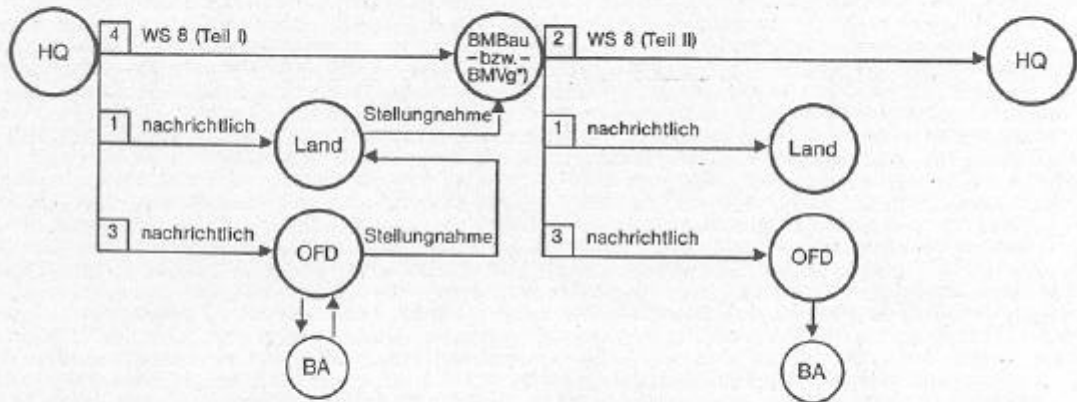 HQ
4 WS 8 (Teil I)
BMBau
–bzw.–
BMVg*)
2 WS 8 (Teil II)
HQ
1 nachrichtlich
Land
Stellungnahme
1 nachrichtlich
Land
3 nachrichtlich
OFD
Stellungnahme
3 nachrichtlich
OFD
BA
BA